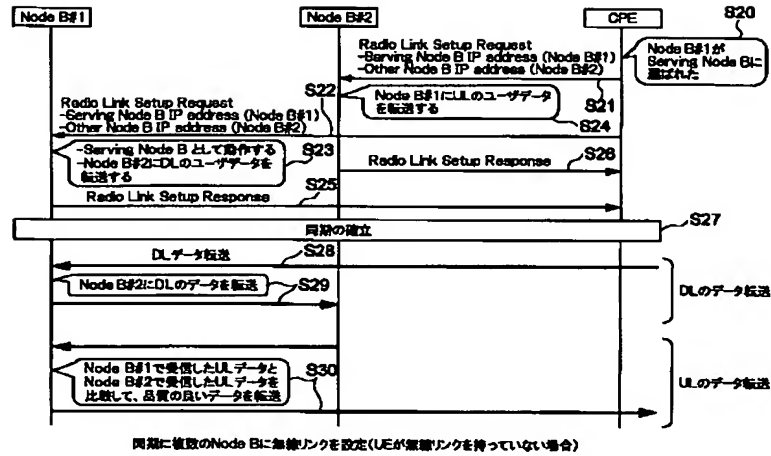 Node B#1
Node B#2
CPE
S20
Node B#1が
Serving Node Bに
選ばれた
Radio Link Setup Request
-Serving Node B IP address (Node B#1)
-Other Node B IP address (Node B#2)
S21
S22
Node B#1にULのユーザデータ
を転送する
S24
Radio Link Setup Request
-Serving Node B IP address (Node B#1)
-Other Node B IP address (Node B#2)
S23
-Serving Node B として動作する
-Node B#2にDLのユーザデータを
転送する
Radio Link Setup Response
S26
S25
Radio Link Setup Response
同期の確立
S27
DLデータ転送
S28
Node B#2にDLのデータを転送
S29
DLのデータ転送
Node B#1で受信したULデータと
Node B#2で受信したULデータを
比較して、品質の良いデータを転送
S30
ULのデータ転送
同期に複数のNode Bに無線リンクを設定(UEが無線リンクを持っていない場合)